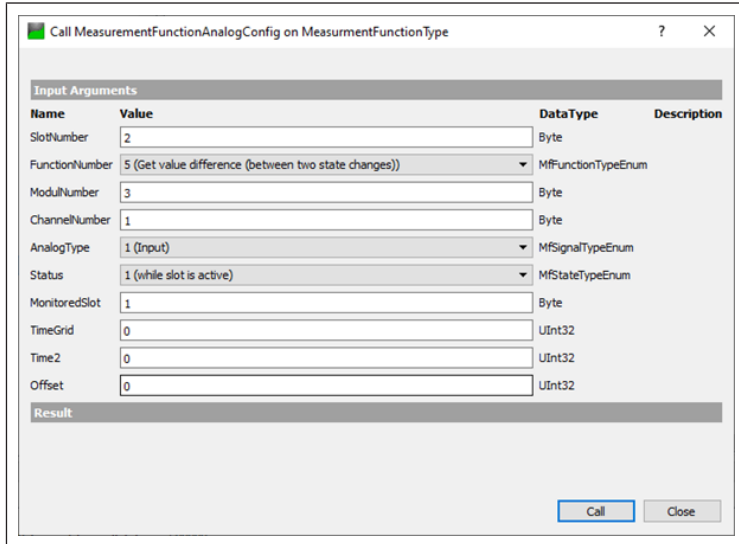 Call MeasurementFunctionAnalogConfig on MeasurmentFunctionType ? ×
Input Arguments
Name Value DataType Description
SlotNumber 2 Byte
FunctionNumber 5 (Get value difference (between two state changes)) MfFunctionTypeEnum
ModulNumber 3 Byte
ChannelNumber 1 Byte
AnalogType 1 (Input) MfSignalTypeEnum
Status 1 (while slot is active) MfStateTypeEnum
MonitoredSlot 1 Byte
TimeGrid 0 UInt32
Time2 0 UInt32
Offset 0 UInt32
Result
Call Close